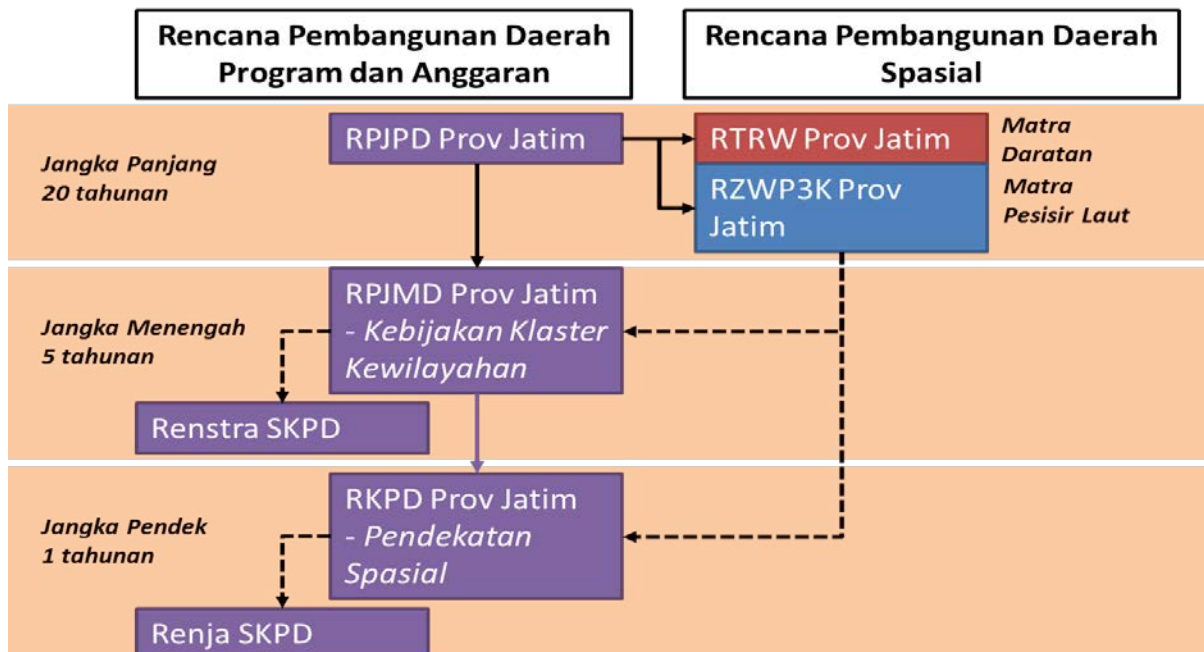 Rencana Pembangunan Daerah
Program dan Anggaran
Rencana Pembangunan Daerah
Spasial
Jangka Panjang
20 tahunan
RPJPD Prov Jatim
RTRW Prov Jatim
Matra
Daratan
RZWP3K Prov
Jatim
Matra
Pesisir Laut
Jangka Menengah
5 tahunan
RPJMD Prov Jatim
- Kebijakan Klaster
Kewilayahan
Renstra SKPD
Jangka Pendek
1 tahunan
RKPD Prov Jatim
- Pendekatan
Spasial
Renja SKPD